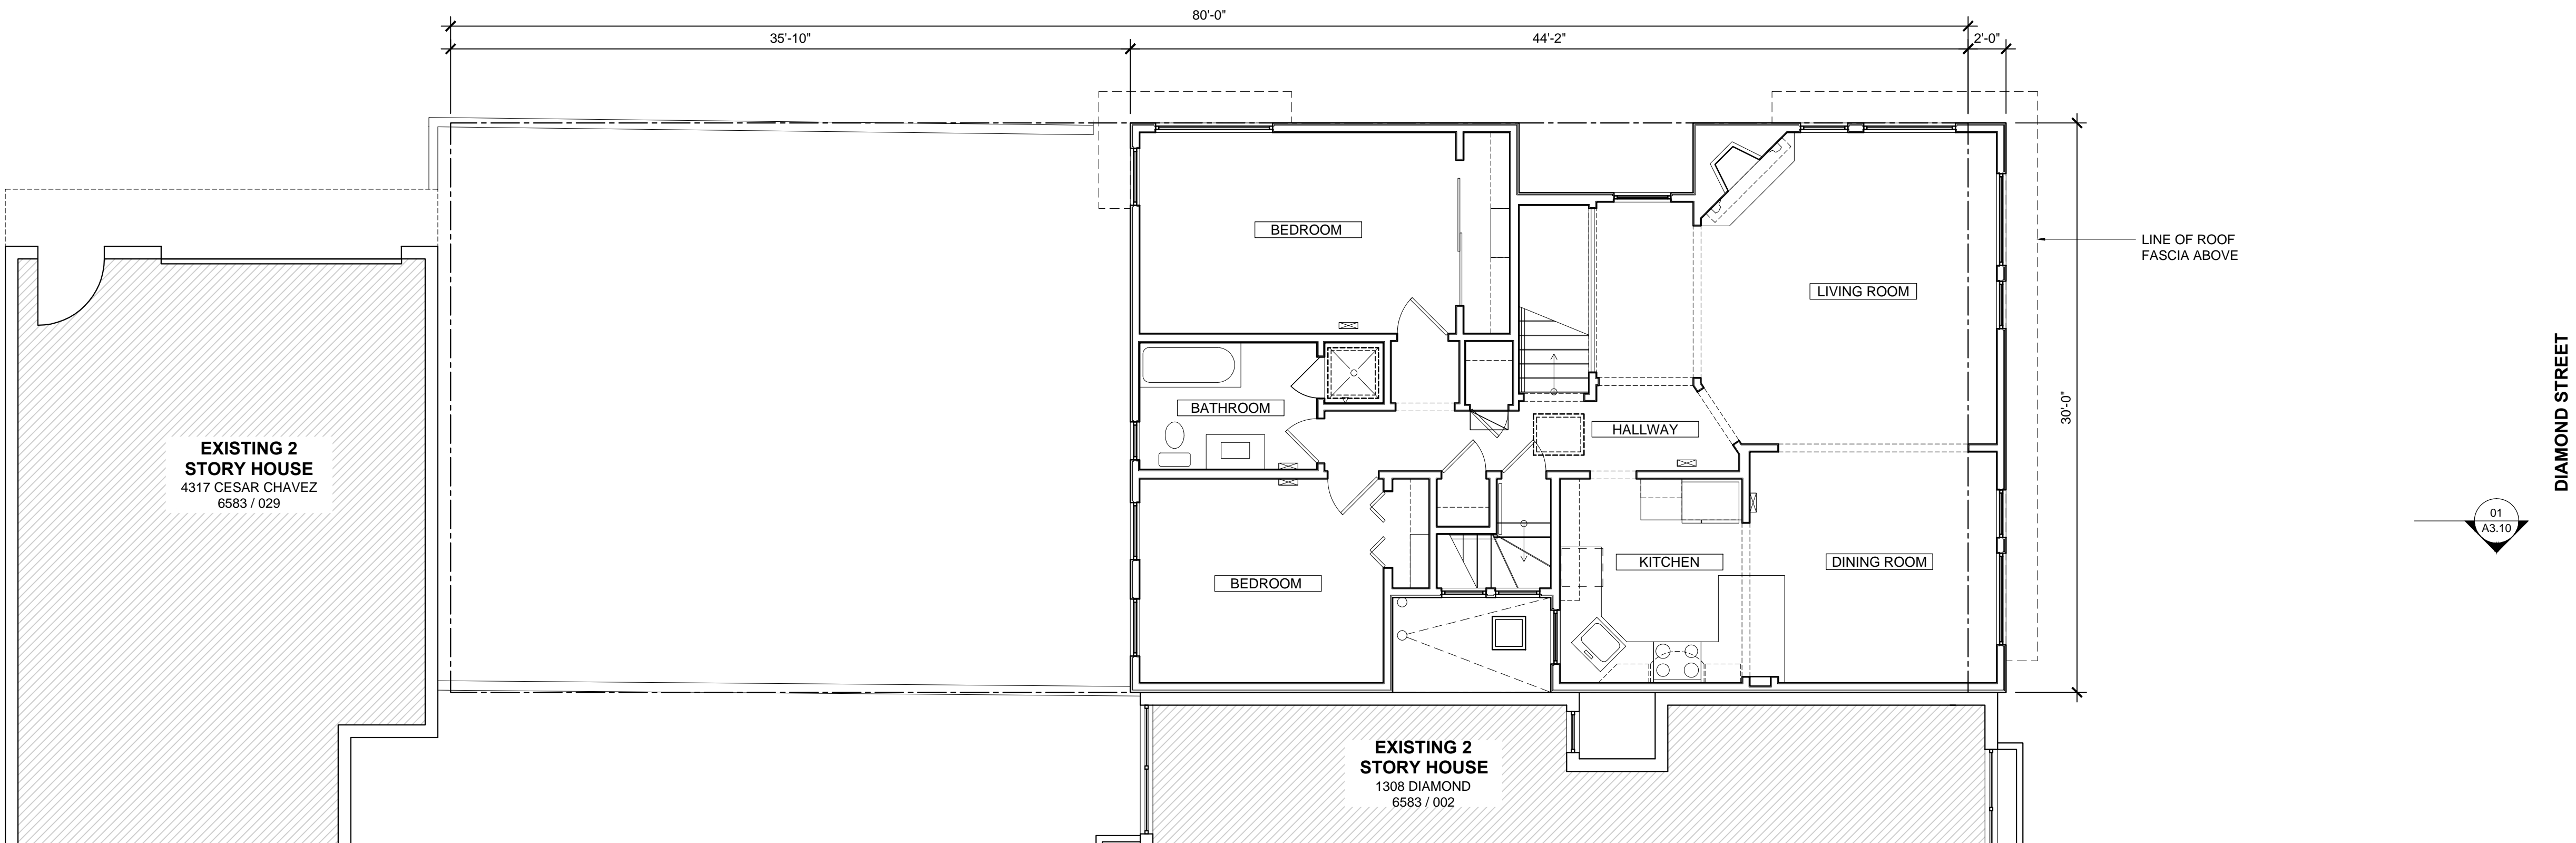 80'-0"
35'-10"
44'-2"
2'-0"
BEDROOM
LINE OF ROOF
FASCIA ABOVE
LIVING ROOM
DIAMOND STREET
30'-0"
BATHROOM
HALLWAY
EXISTING 2
STORY HOUSE
4317 CESAR CHAVEZ
6583 / 029
01
A3.10
KITCHEN
DINING ROOM
BEDROOM
EXISTING 2
STORY HOUSE
1308 DIAMOND
6583 / 002